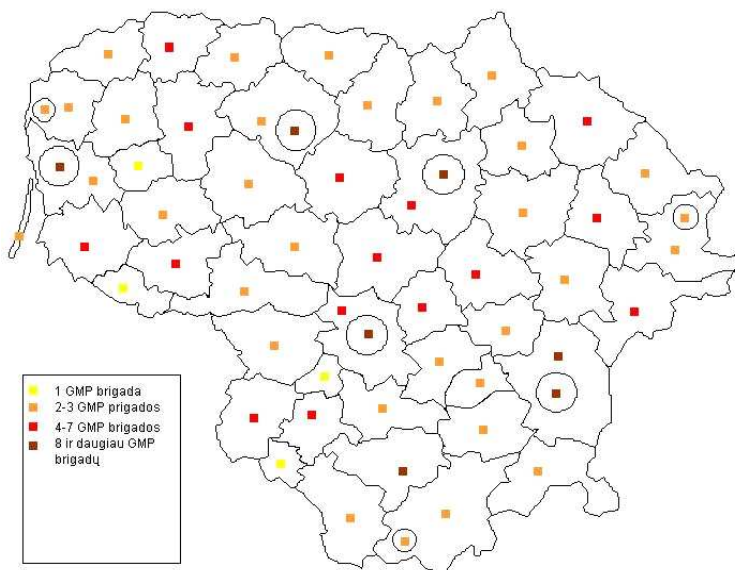 1 GMP brigada
2-3 GMP prigados
4-7 GMP brigados
8 ir daugiau GMP
brigadų